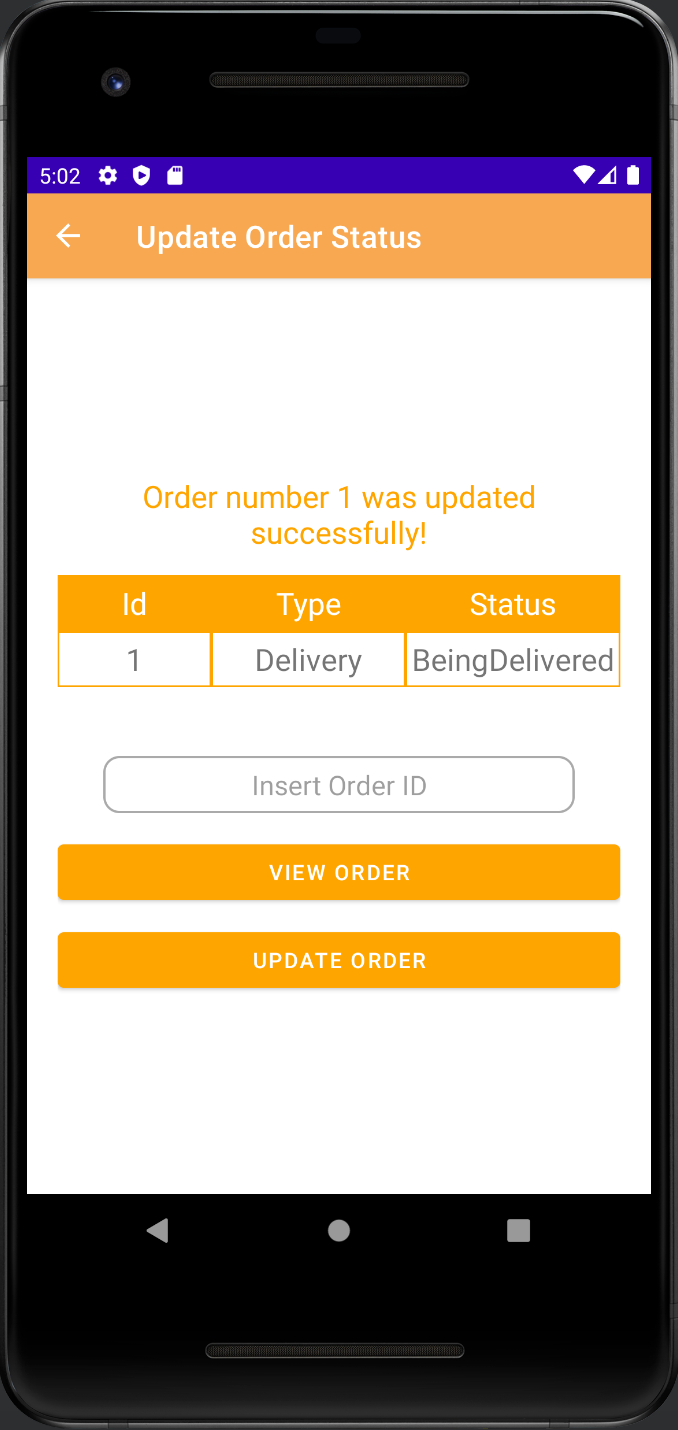 5:02
Update Order Status
Order number 1 was updated
successfully!
Id Type Status
1 Delivery BeingDelivered
Insert Order ID
VIEW ORDER
UPDATE ORDER